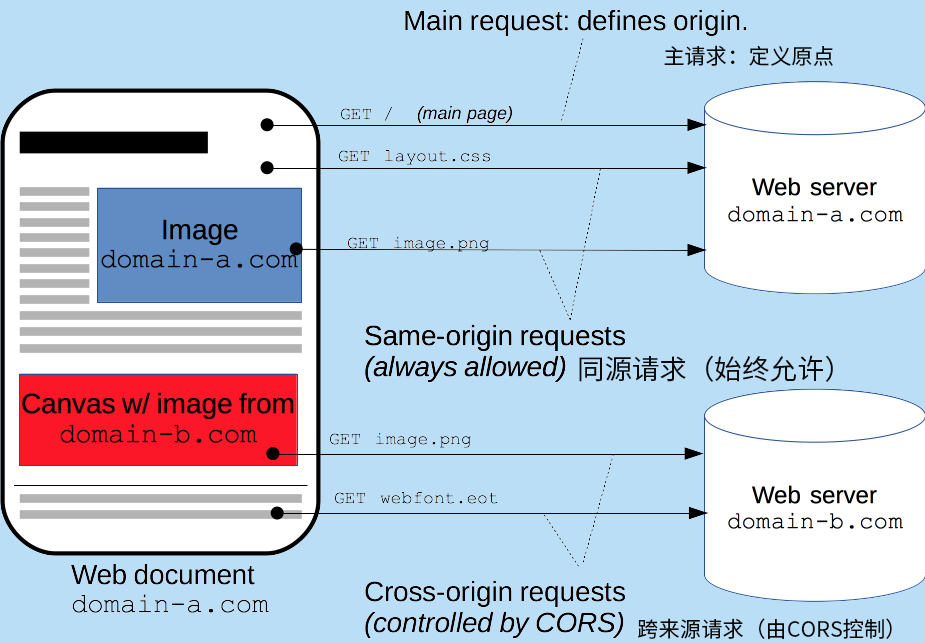 Main request: defines origin.
主请求：定义原点
GET / (main page)
GET layout.css
Web server
domain-a.com
Image
domain-a.com
GET image.png
Same-origin requests
(always allowed) 同源请求（始终允许）
Canvas w/ image from
domain-b.com
GET image.png
GET webfont.eot
Web server
domain-b.com
Web document
domain-a.com
Cross-origin requests
(controlled by CORS) 跨来源请求（由CORS控制）